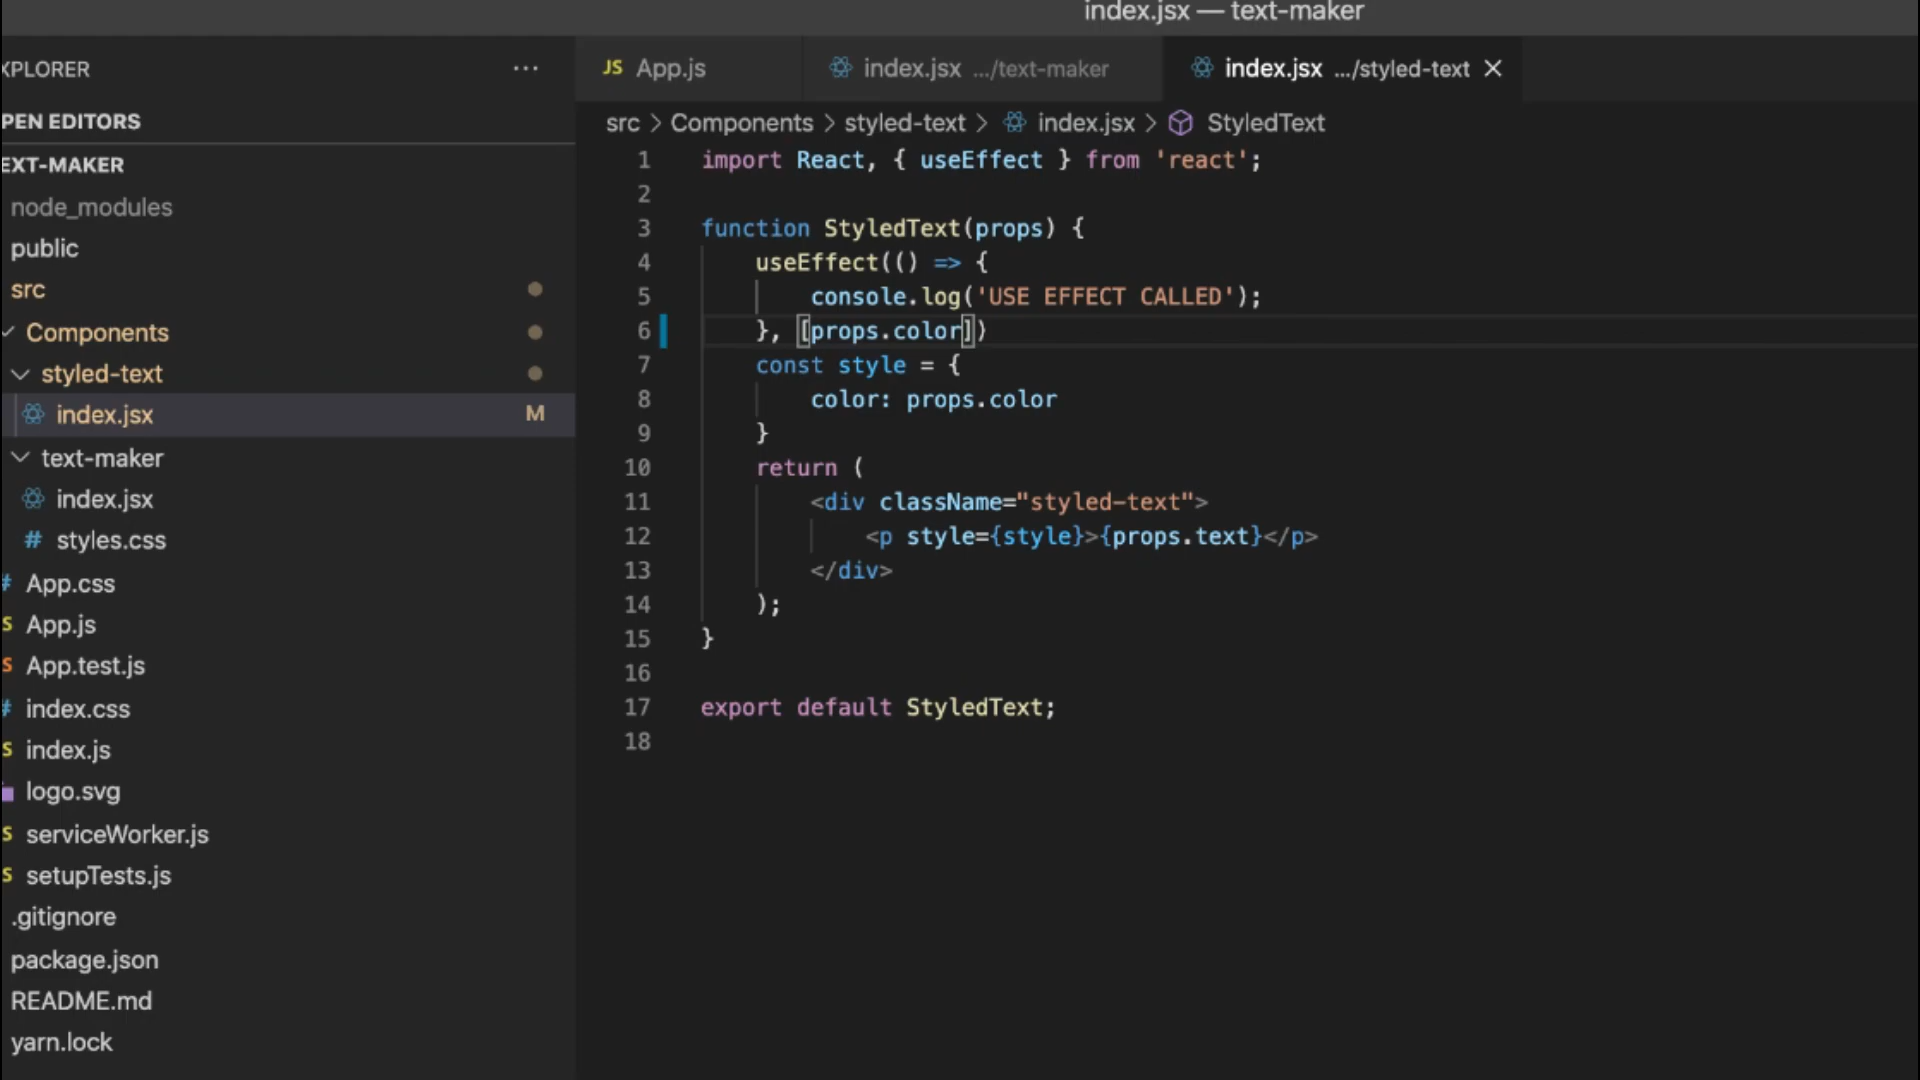 index.jsx — text-maker
XPLORER
...
PEN EDITORS
EXT-MAKER
node_modules
public
src
Components
styled-text
index.jsx M
text-maker
index.jsx
# styles.css
# App.css
S App.js
S App.test.js
# index.css
S index.js
logo.svg
S serviceWorker.js
S setupTests.js
.gitignore
package.json
README.md
yarn.lock
JS App.js
index.jsx .../text-maker
index.jsx .../styled-text ×
src > Components > styled-text > index.jsx > StyledText
1 import React, { useEffect } from 'react';
2
3 function StyledText(props) {
4 useEffect(() => {
5 console.log('USE EFFECT CALLED');
6 }, [props.color])
7 const style = {
8 color: props.color
9 }
10 return (
11 <div className="styled-text">
12 <p style={style}>{props.text}</p>
13 </div>
14 );
15 }
16
17 export default StyledText;
18